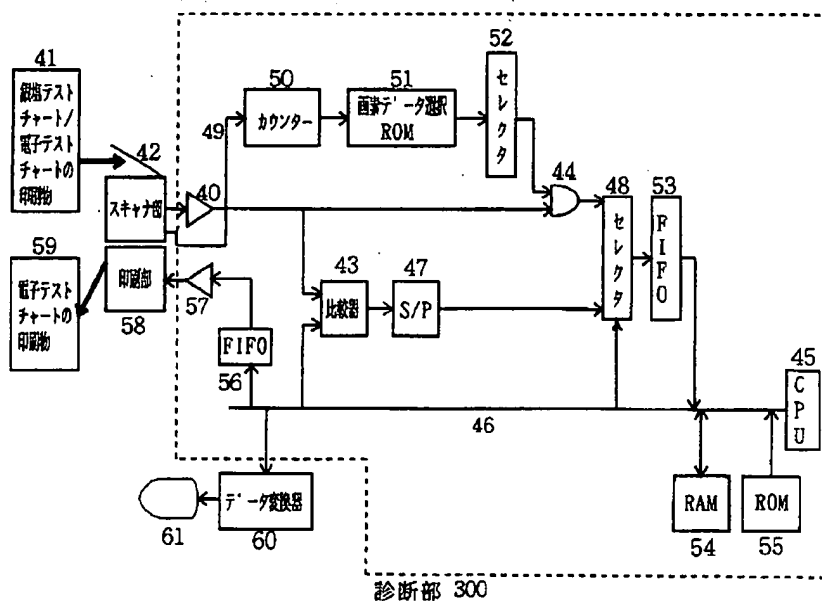 41
銀塩テスト
チャート/
電子テスト
チャートの
印刷物
42
スキャナ部
59
電子テスト
チャートの
印刷物
印刷部
58
40
49
50
カウンター
51
画素データ選択
ROM
52
セレクタ
44
48
セレクタ
53
FIFO
43
比較器
47
S/P
57
FIFO
56
46
45
CPU
RAM
54
ROM
55
61
データ変換器
60
診断部 300